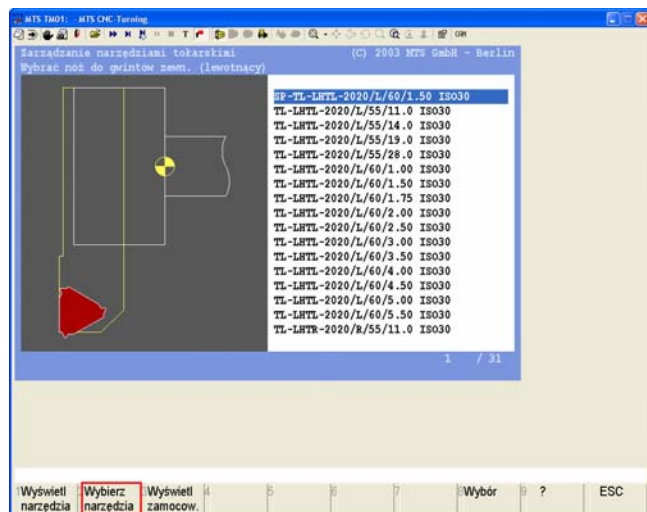 MTS TM01: - MTS CNC-Turning
Zarządzanie narzędziami tokarskimi (C) 2003 MTS GmbH - Berlin
Wybrać nóż do gwintów zewn. (lewotnący)
SP-TL-LHTL-2020/L/60/1.50 ISO30
TL-LHTL-2020/L/55/11.0 ISO30
TL-LHTL-2020/L/55/14.0 ISO30
TL-LHTL-2020/L/55/19.0 ISO30
TL-LHTL-2020/L/55/28.0 ISO30
TL-LHTL-2020/L/60/1.00 ISO30
TL-LHTL-2020/L/60/1.50 ISO30
TL-LHTL-2020/L/60/1.75 ISO30
TL-LHTL-2020/L/60/2.00 ISO30
TL-LHTL-2020/L/60/2.50 ISO30
TL-LHTL-2020/L/60/3.00 ISO30
TL-LHTL-2020/L/60/3.50 ISO30
TL-LHTL-2020/L/60/4.00 ISO30
TL-LHTL-2020/L/60/4.50 ISO30
TL-LHTL-2020/L/60/5.00 ISO30
TL-LHTL-2020/L/60/5.50 ISO30
TL-LHTR-2020/R/55/11.0 ISO30
1 / 31
1 Wyświetl 2 Wybierz 3 Wyświetl 4 5 6 7 8 Wybór 9 ? ESC
narzędzia narzędzia zamocow.